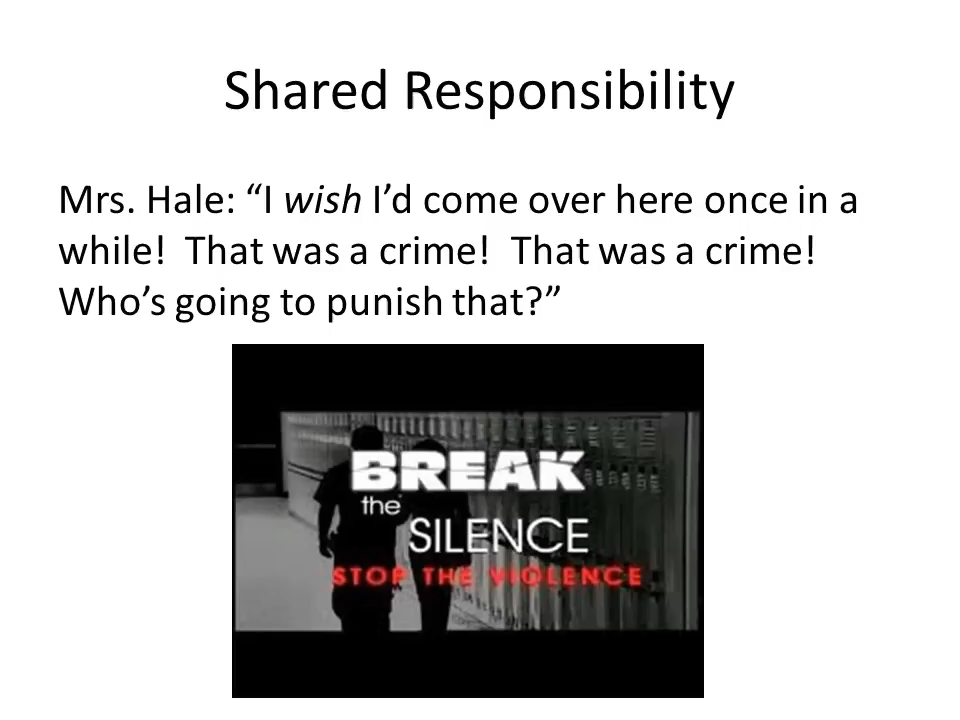 Shared Responsibility
Mrs. Hale: “I wish I’d come over here once in a
while!  That was a crime!  That was a crime!
Who’s going to punish that?”
BREAK
the
SILENCE
STOP THE VIOLENCE